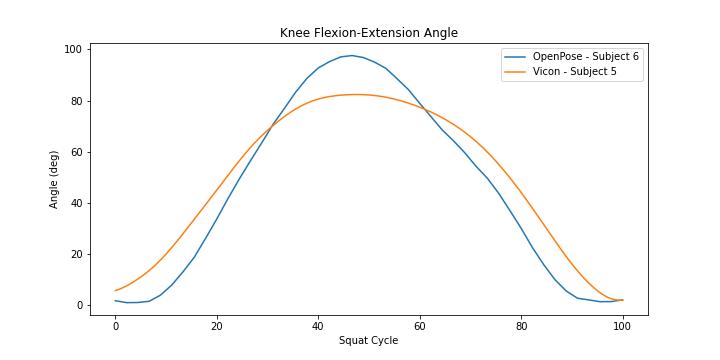 Knee Flexion-Extension Angle
OpenPose - Subject 6
Vicon - Subject 5
Angle (deg)
100
80
60
40
20
0
0 20 40 60 80 100
Squat Cycle